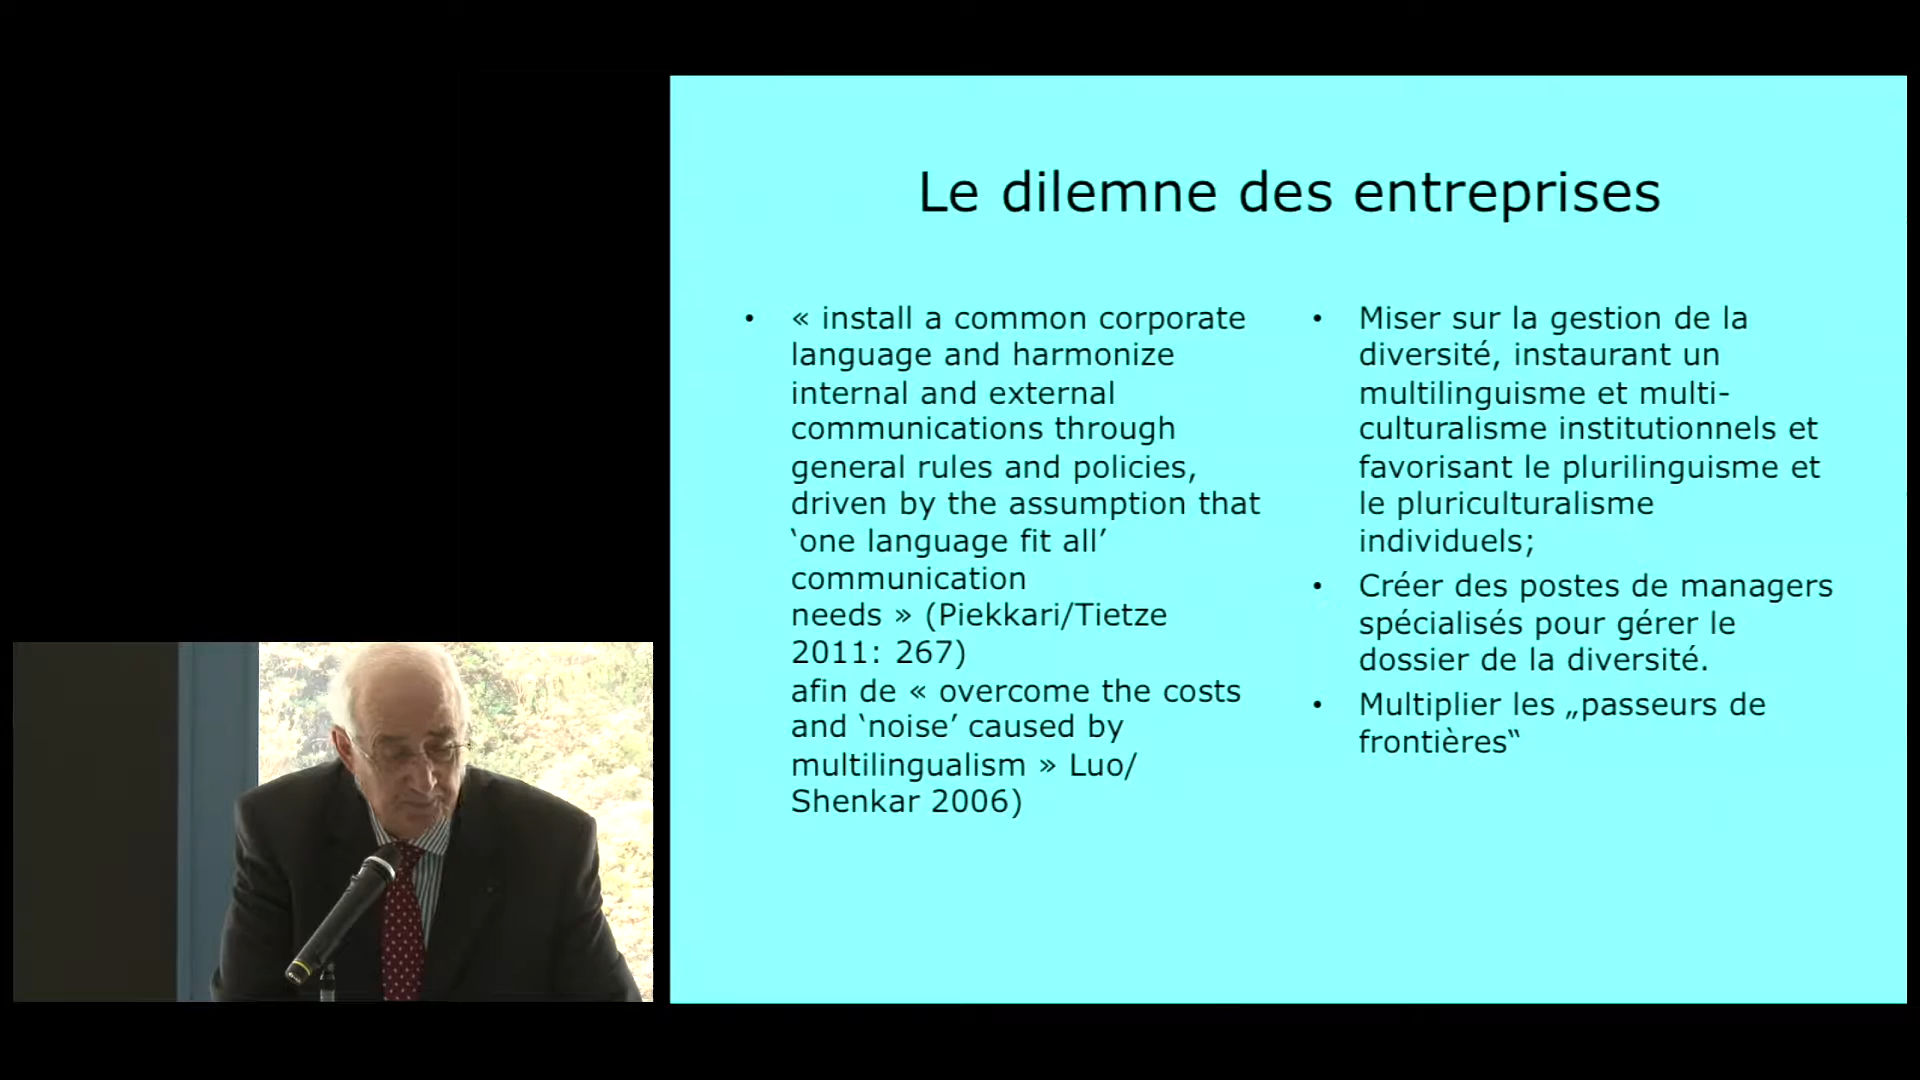 Le dilemne des entreprises
• « install a common corporate
language and harmonize
internal and external
communications through
general rules and policies,
driven by the assumption that
‘one language fit all’
communication
needs » (Piekkari/Tietze
2011: 267)
afin de « overcome the costs
and ‘noise’ caused by
multilingualism » Luo/
Shenkar 2006)
• Miser sur la gestion de la
diversité, instaurant un
multilinguisme et multi-
culturalisme institutionnels et
favorisant le plurilinguisme et
le pluriculturalisme
individuels;
• Créer des postes de managers
spécialisés pour gérer le
dossier de la diversité.
• Multiplier les „passeurs de
frontières“